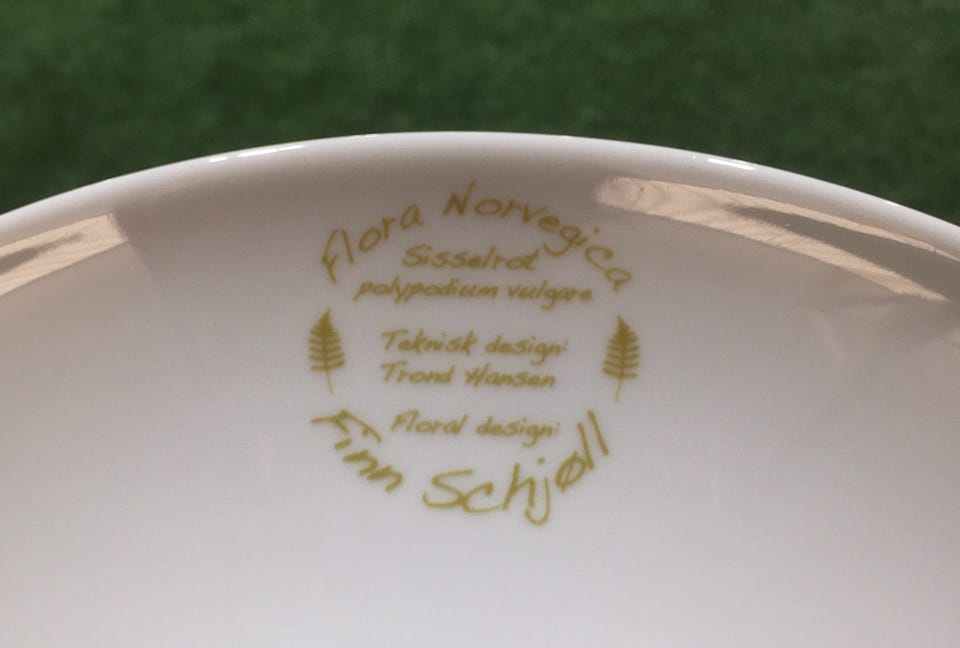 Flora Norvegica
Sisselrot
polypodium vulgare
Teknisk design:
Trond Hansen
Floral design:
Finn Schjøll